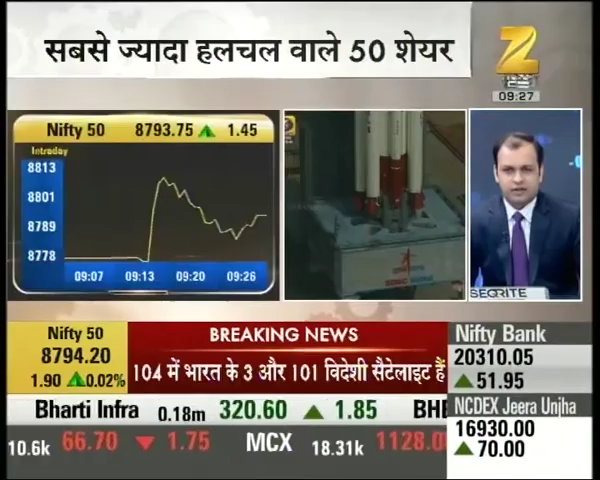 सबसे ज्यादा हलचल वाले 50 शेयर
09:27
Nifty 50 8793.75 1.45
Intraday
8813
8801
8789
8778
09:07 09:13 09:20 09:26
SEQRITE
Nifty 50
8794.20
1.90 0.02%
BREAKING NEWS
104 में भारत के 3 और 101 विदेशी सैटेलाइट हैं
Nifty Bank
20310.05
51.95
NCDEX Jeera Unjha
16930.00
70.00
Bharti Infra 0.18m 320.60 1.85
10.6k 66.70 1.75 MCX 18.31k